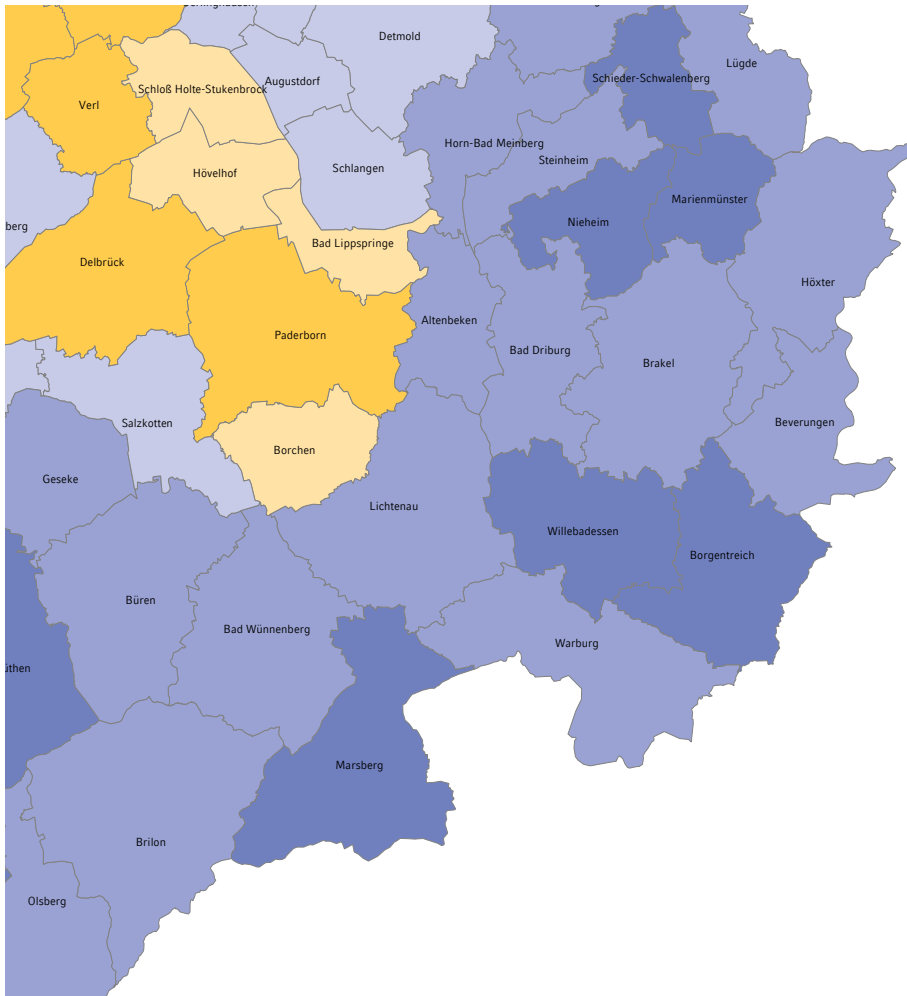 Detmold
Lügde
Schieder-Schwalenberg
Augustdorf
Schloß Holte-Stukenbrock
Verl
Horn-Bad Meinberg
Steinheim
Schlangen
Hövelhof
Marienmünster
Nieheim
berg
Bad Lippspringe
Delbrück
Höxter
Altenbeken
Paderborn
Bad Driburg
Brakel
Salzkotten
Beverungen
Borchen
Geseke
Lichtenau
Willebadessen
Borgentreich
Büren
Bad Wünnenberg
Warburg
üthen
Marsberg
Brilon
Olsberg